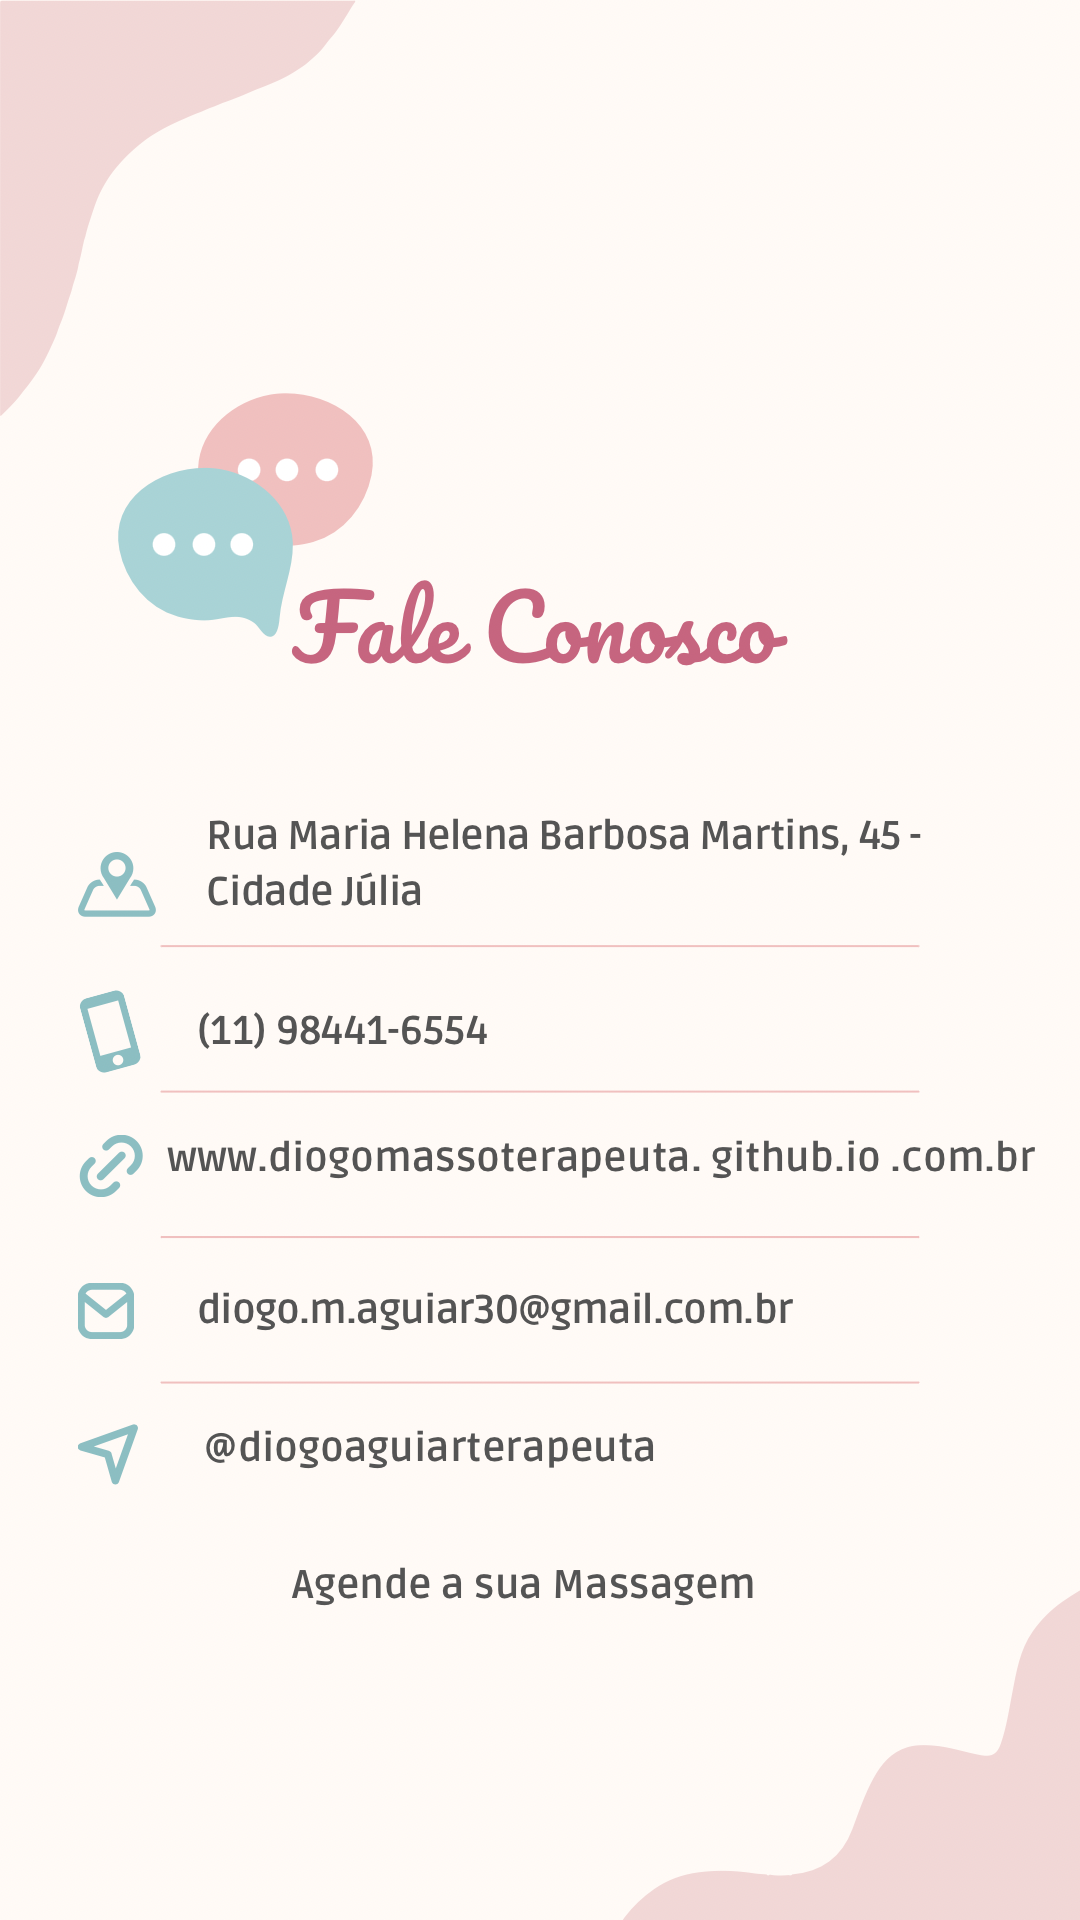 Fale Conosco
Rua Maria Helena Barbosa Martins, 45 -
Cidade Júlia
(11) 98441-6554
www.diogomassoterapeuta. github.io .com.br
diogo.m.aguiar30@gmail.com.br
@diogoaguiarterapeuta
Agende a sua Massagem